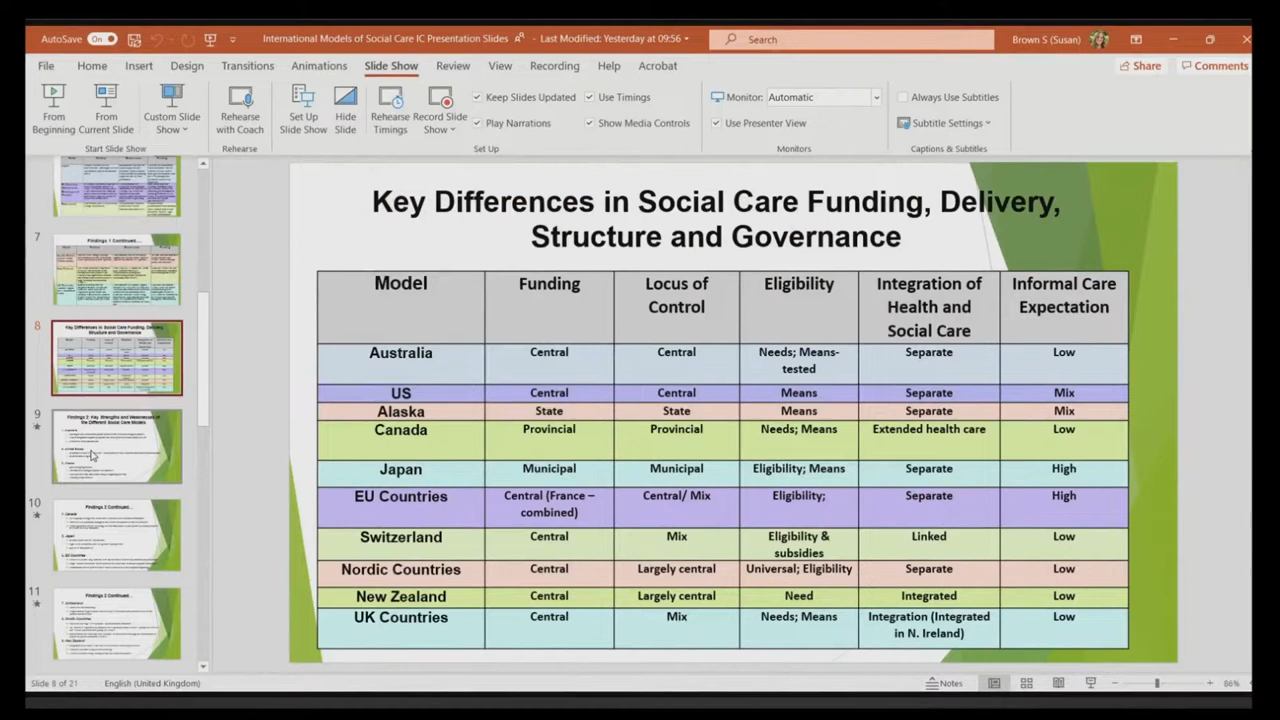 AutoSave On
International Models of Social Care IC Presentation Slides
• Last Modified: Yesterday at 09:56
Search
Brown S (Susan)
File Home Insert Design Transitions Animations Slide Show Review View Recording Help Acrobat
Share
Comments
From Beginning
From Current Slide
Custom Slide Show
Start Slide Show
Rehearse with Coach
Rehearse
Set Up Slide Show
Hide Slide
Rehearse Timings
Record Slide Show
Keep Slides Updated
Play Narrations
Use Timings
Show Media Controls
Set Up
Monitor: Automatic
Use Presenter View
Monitors
Always Use Subtitles
Subtitle Settings
Captions & Subtitles
7
Findings 1 Continued....
8
Key Differences in Social Care Funding, Delivery,
Structure and Governance
9
Findings 2: Key Strengths and Weaknesses of
the Different Social Care Models
10
Findings 2 Continued...
11
Findings 2 Continued...
Key Differences in Social Care Funding, Delivery,
Structure and Governance
Model Funding Locus of Control Eligibility Integration of Health and Social Care Informal Care Expectation
Australia Central Central Needs; Means-tested Separate Low
US Central Central Means Separate Mix
Alaska State State Means Separate Mix
Canada Provincial Provincial Needs; Means Extended health care Low
Japan Municipal Municipal Eligibility; Means Separate High
EU Countries Central (France – combined) Central/ Mix Eligibility; Separate High
Switzerland Central Mix Eligibility & subsidies Linked Low
Nordic Countries Central Largely central Universal; Eligibility Separate Low
New Zealand Central Largely central Need Integrated Low
UK Countries Central Mix Needs; Means Integration (Integrated in N. Ireland) Low
Slide 8 of 21
English (United Kingdom)
Notes
86%